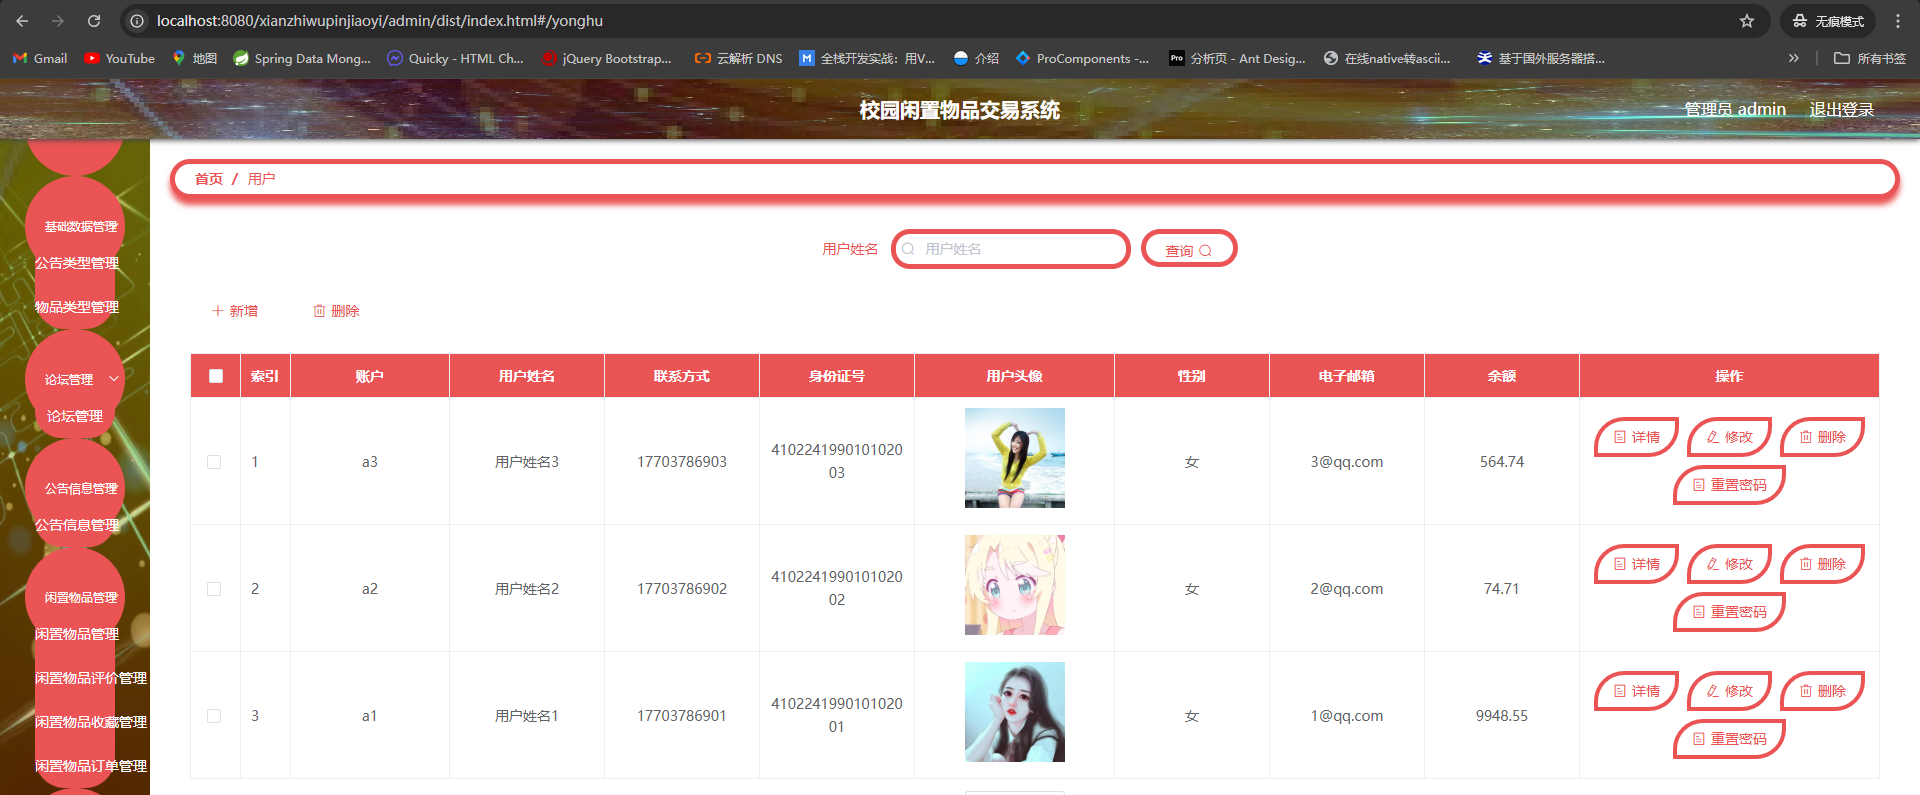 localhost:8080/xianzhiwupinjiaoyi/admin/dist/index.html#/yonghu
无痕模式
Gmail YouTube 地图 Spring Data Mong... Quicky - HTML Ch... jQuery Bootstrap... 云解析 DNS 全栈开发实战：用V... 介绍 ProComponents -... 分析页 - Ant Desig... 在线native转ascii... 基于国外服务器搭... 所有书签
校园闲置物品交易系统
管理员 admin 退出登录
基础数据管理
公告类型管理
物品类型管理
论坛管理
论坛管理
公告信息管理
公告信息管理
闲置物品管理
闲置物品管理
闲置物品评价管理
闲置物品收藏管理
闲置物品订单管理
首页 / 用户
用户姓名 用户姓名 查询
新增 删除
索引 账户 用户姓名 联系方式 身份证号 用户头像 性别 电子邮箱 余额 操作
1 a3 用户姓名3 17703786903 4102241990101020
03 女 3@qq.com 564.74 详情 修改 删除
重置密码
2 a2 用户姓名2 17703786902 4102241990101020
02 女 2@qq.com 74.71 详情 修改 删除
重置密码
3 a1 用户姓名1 17703786901 4102241990101020
01 女 1@qq.com 9948.55 详情 修改 删除
重置密码